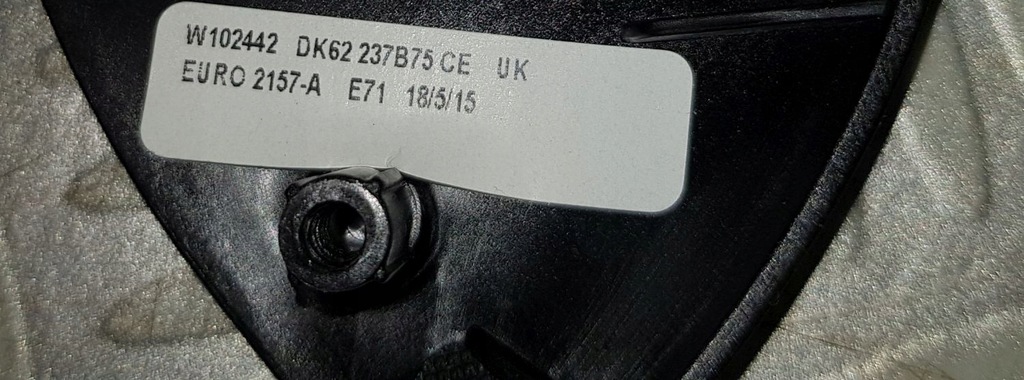 W102442 DK62 237B75 CE UK
EURO 2157-A E71 18/5/15